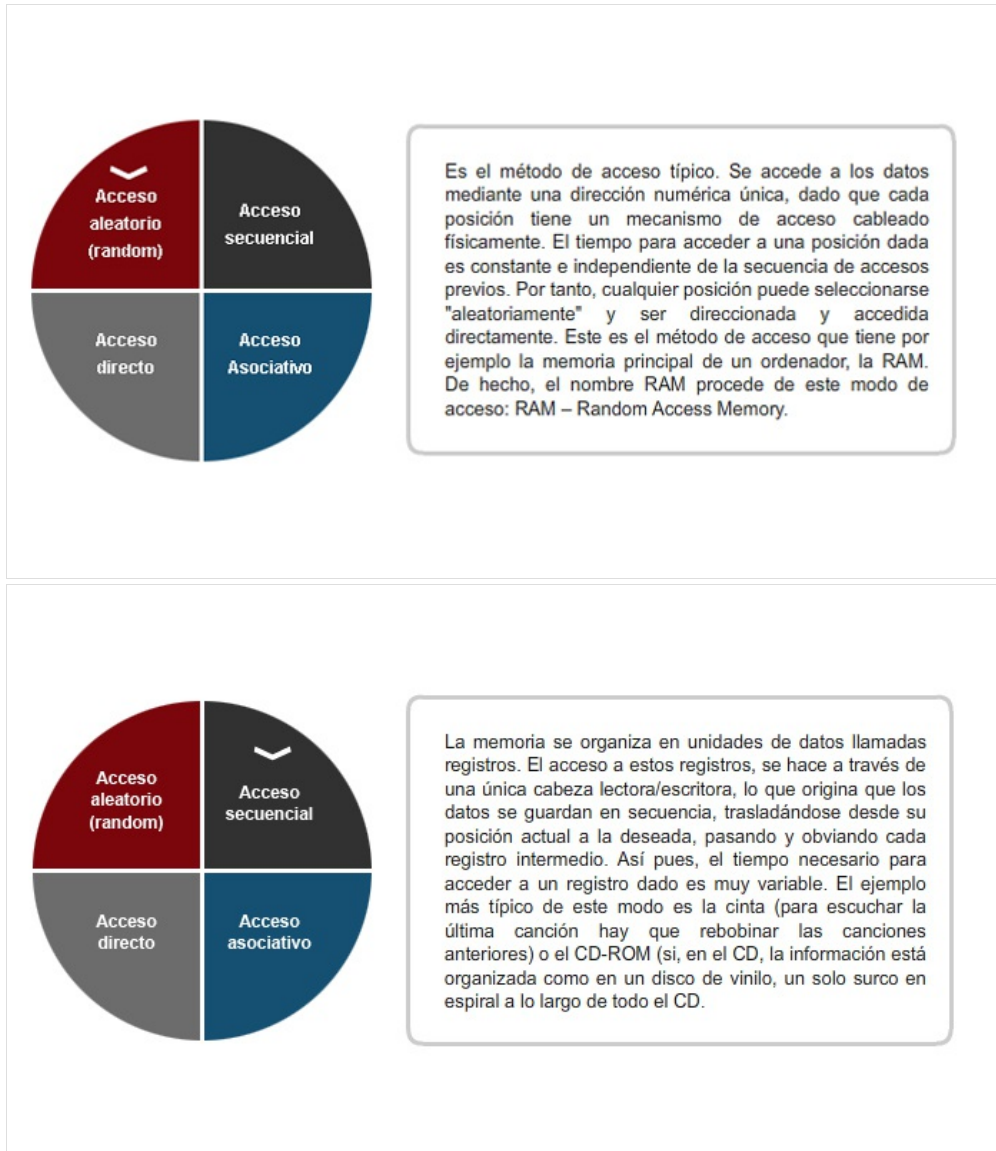 Acceso
aleatorio
(random)
Acceso
secuencial
Acceso
directo
Acceso
Asociativo
Es el método de acceso típico. Se accede a los datos
mediante una dirección numérica única, dado que cada
posición tiene un mecanismo de acceso cableado
físicamente. El tiempo para acceder a una posición dada
es constante e independiente de la secuencia de accesos
previos. Por tanto, cualquier posición puede seleccionarse
"aleatoriamente" y ser direccionada y accedida
directamente. Este es el método de acceso que tiene por
ejemplo la memoria principal de un ordenador, la RAM.
De hecho, el nombre RAM procede de este modo de
acceso: RAM – Random Access Memory.
Acceso
aleatorio
(random)
Acceso
secuencial
Acceso
directo
Acceso
asociativo
La memoria se organiza en unidades de datos llamadas
registros. El acceso a estos registros, se hace a través de
una única cabeza lectora/escritora, lo que origina que los
datos se guardan en secuencia, trasladándose desde su
posición actual a la deseada, pasando y obviando cada
registro intermedio. Así pues, el tiempo necesario para
acceder a un registro dado es muy variable. El ejemplo
más típico de este modo es la cinta (para escuchar la
última canción hay que rebobinar las canciones
anteriores) o el CD-ROM (si, en el CD, la información está
organizada como en un disco de vinilo, un solo surco en
espiral a lo largo de todo el CD.